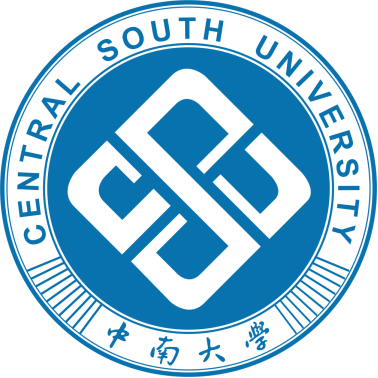 CENTRAL SOUTH UNIVERSITY
中南大学